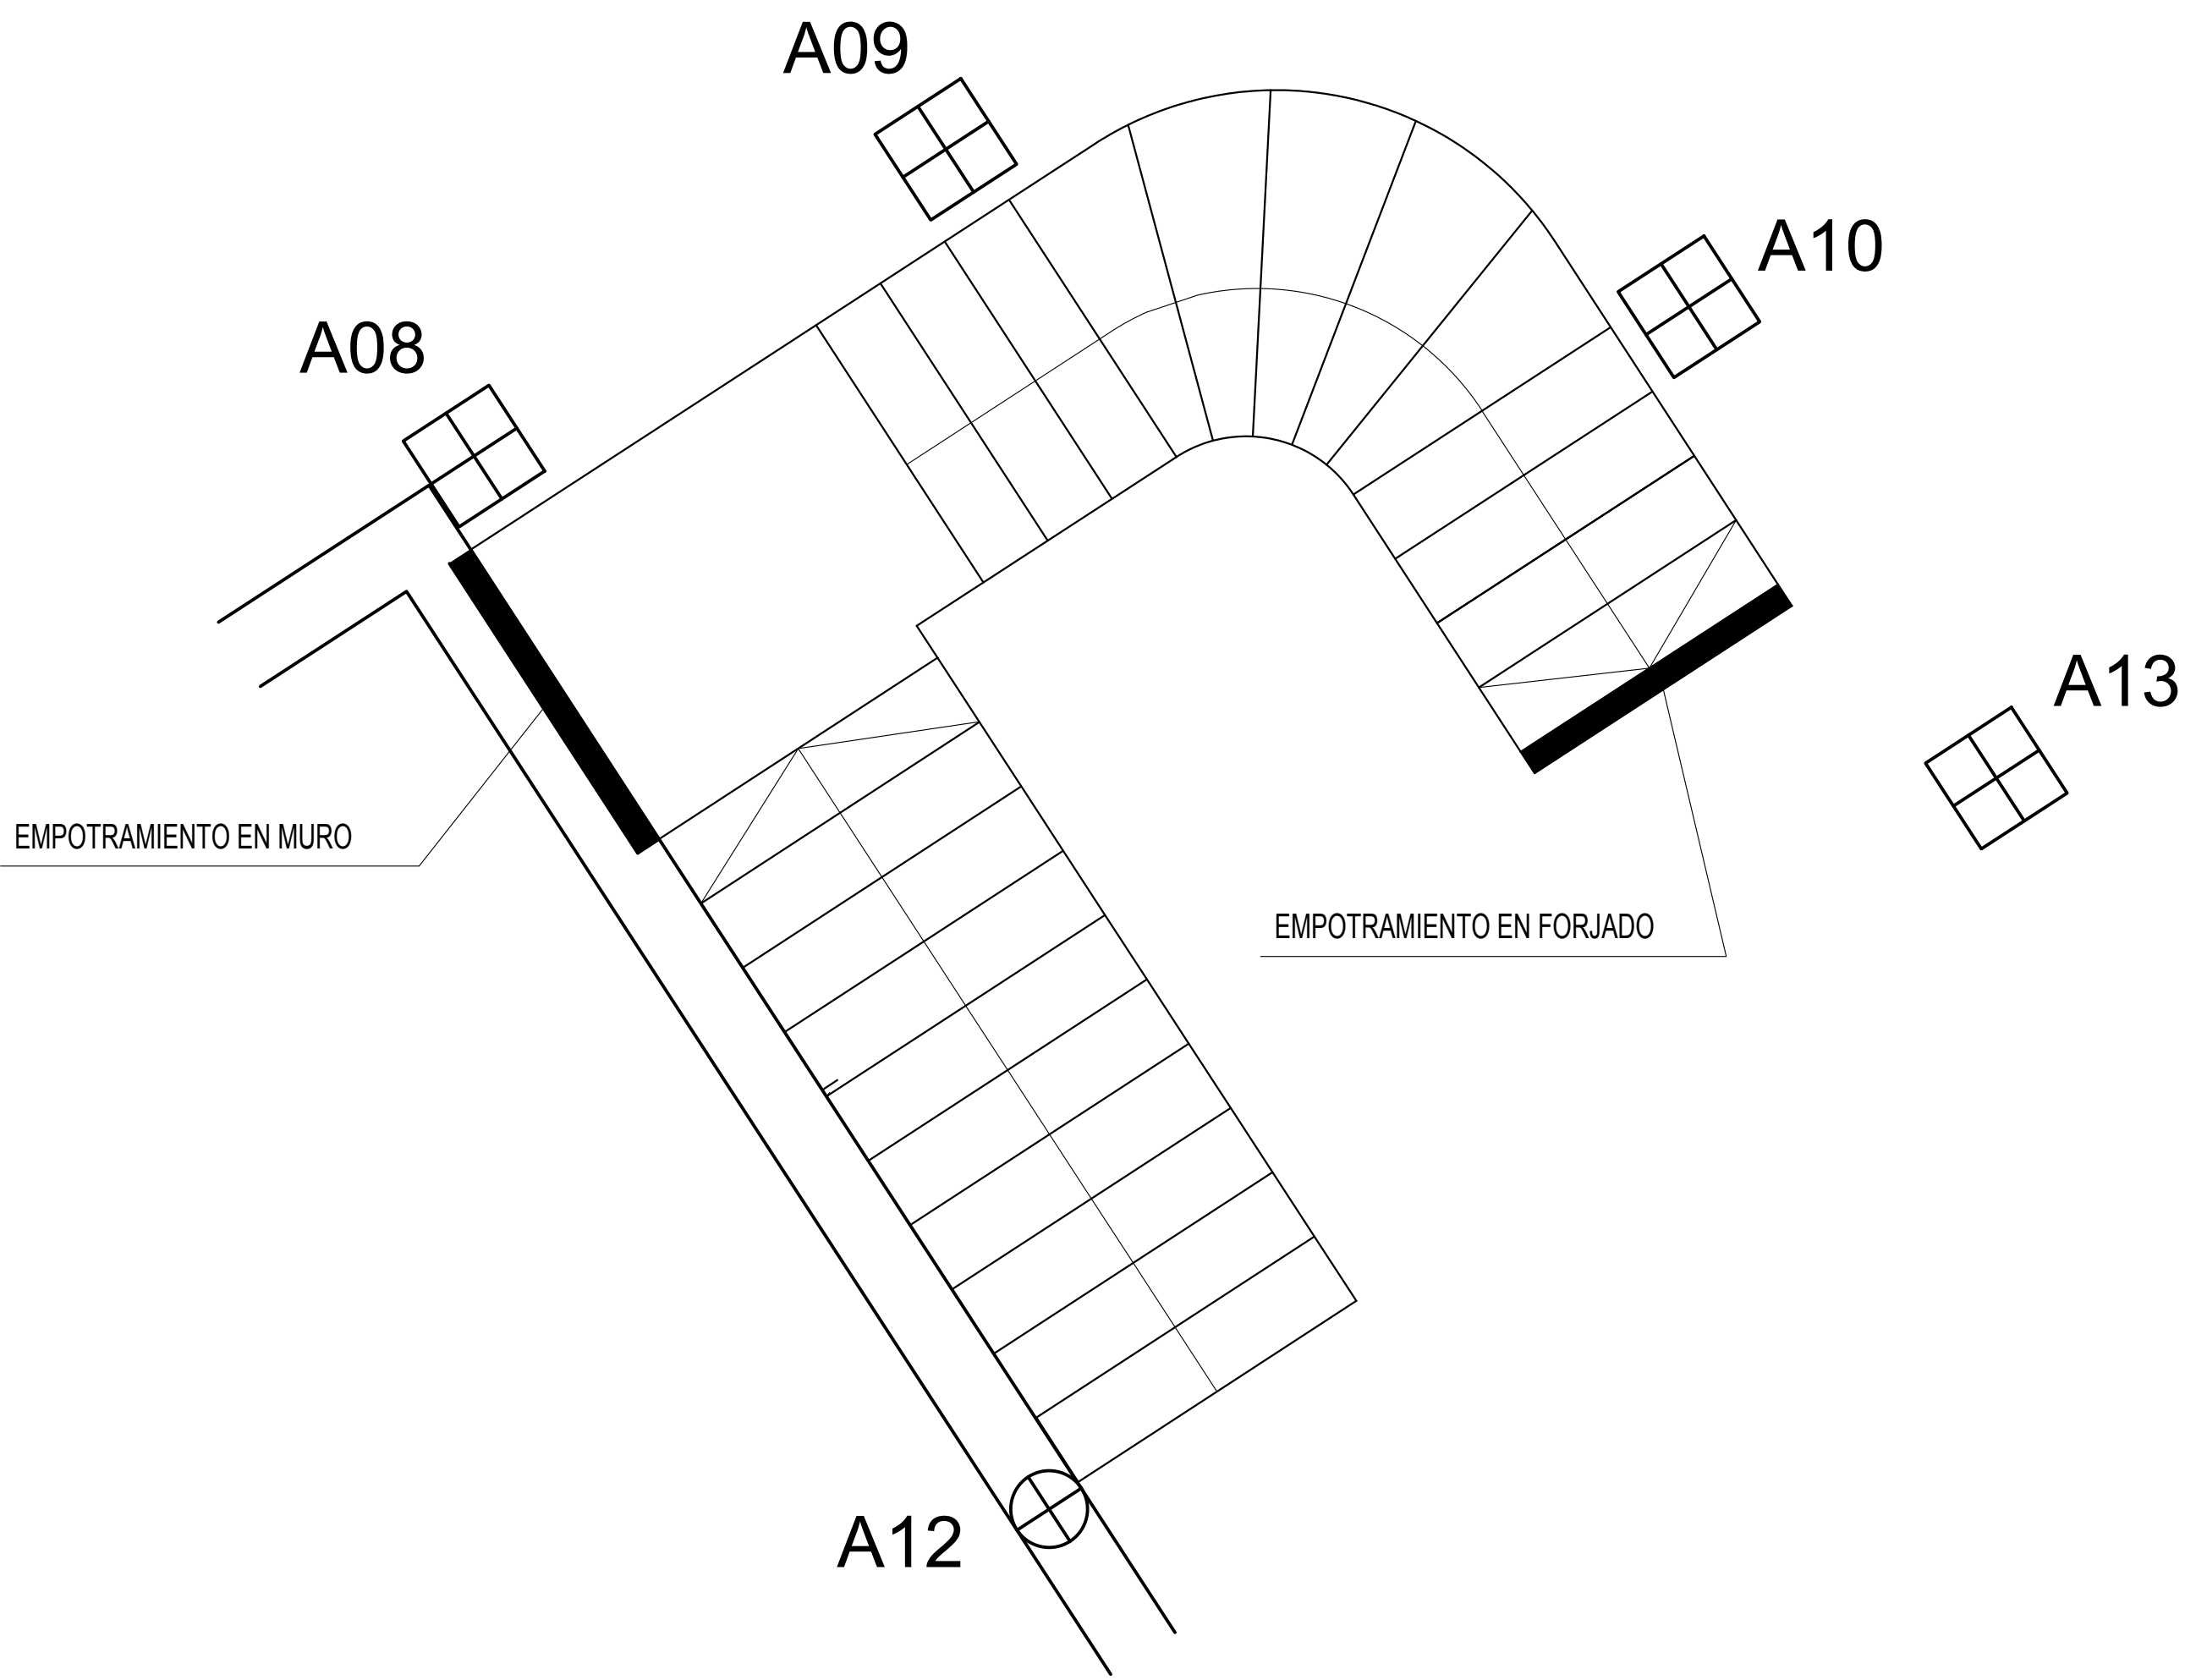 A09
A10
A08
A13
EMPOTRAMIENTO EN MURO
EMPOTRAMIENTO EN FORJADO
A12